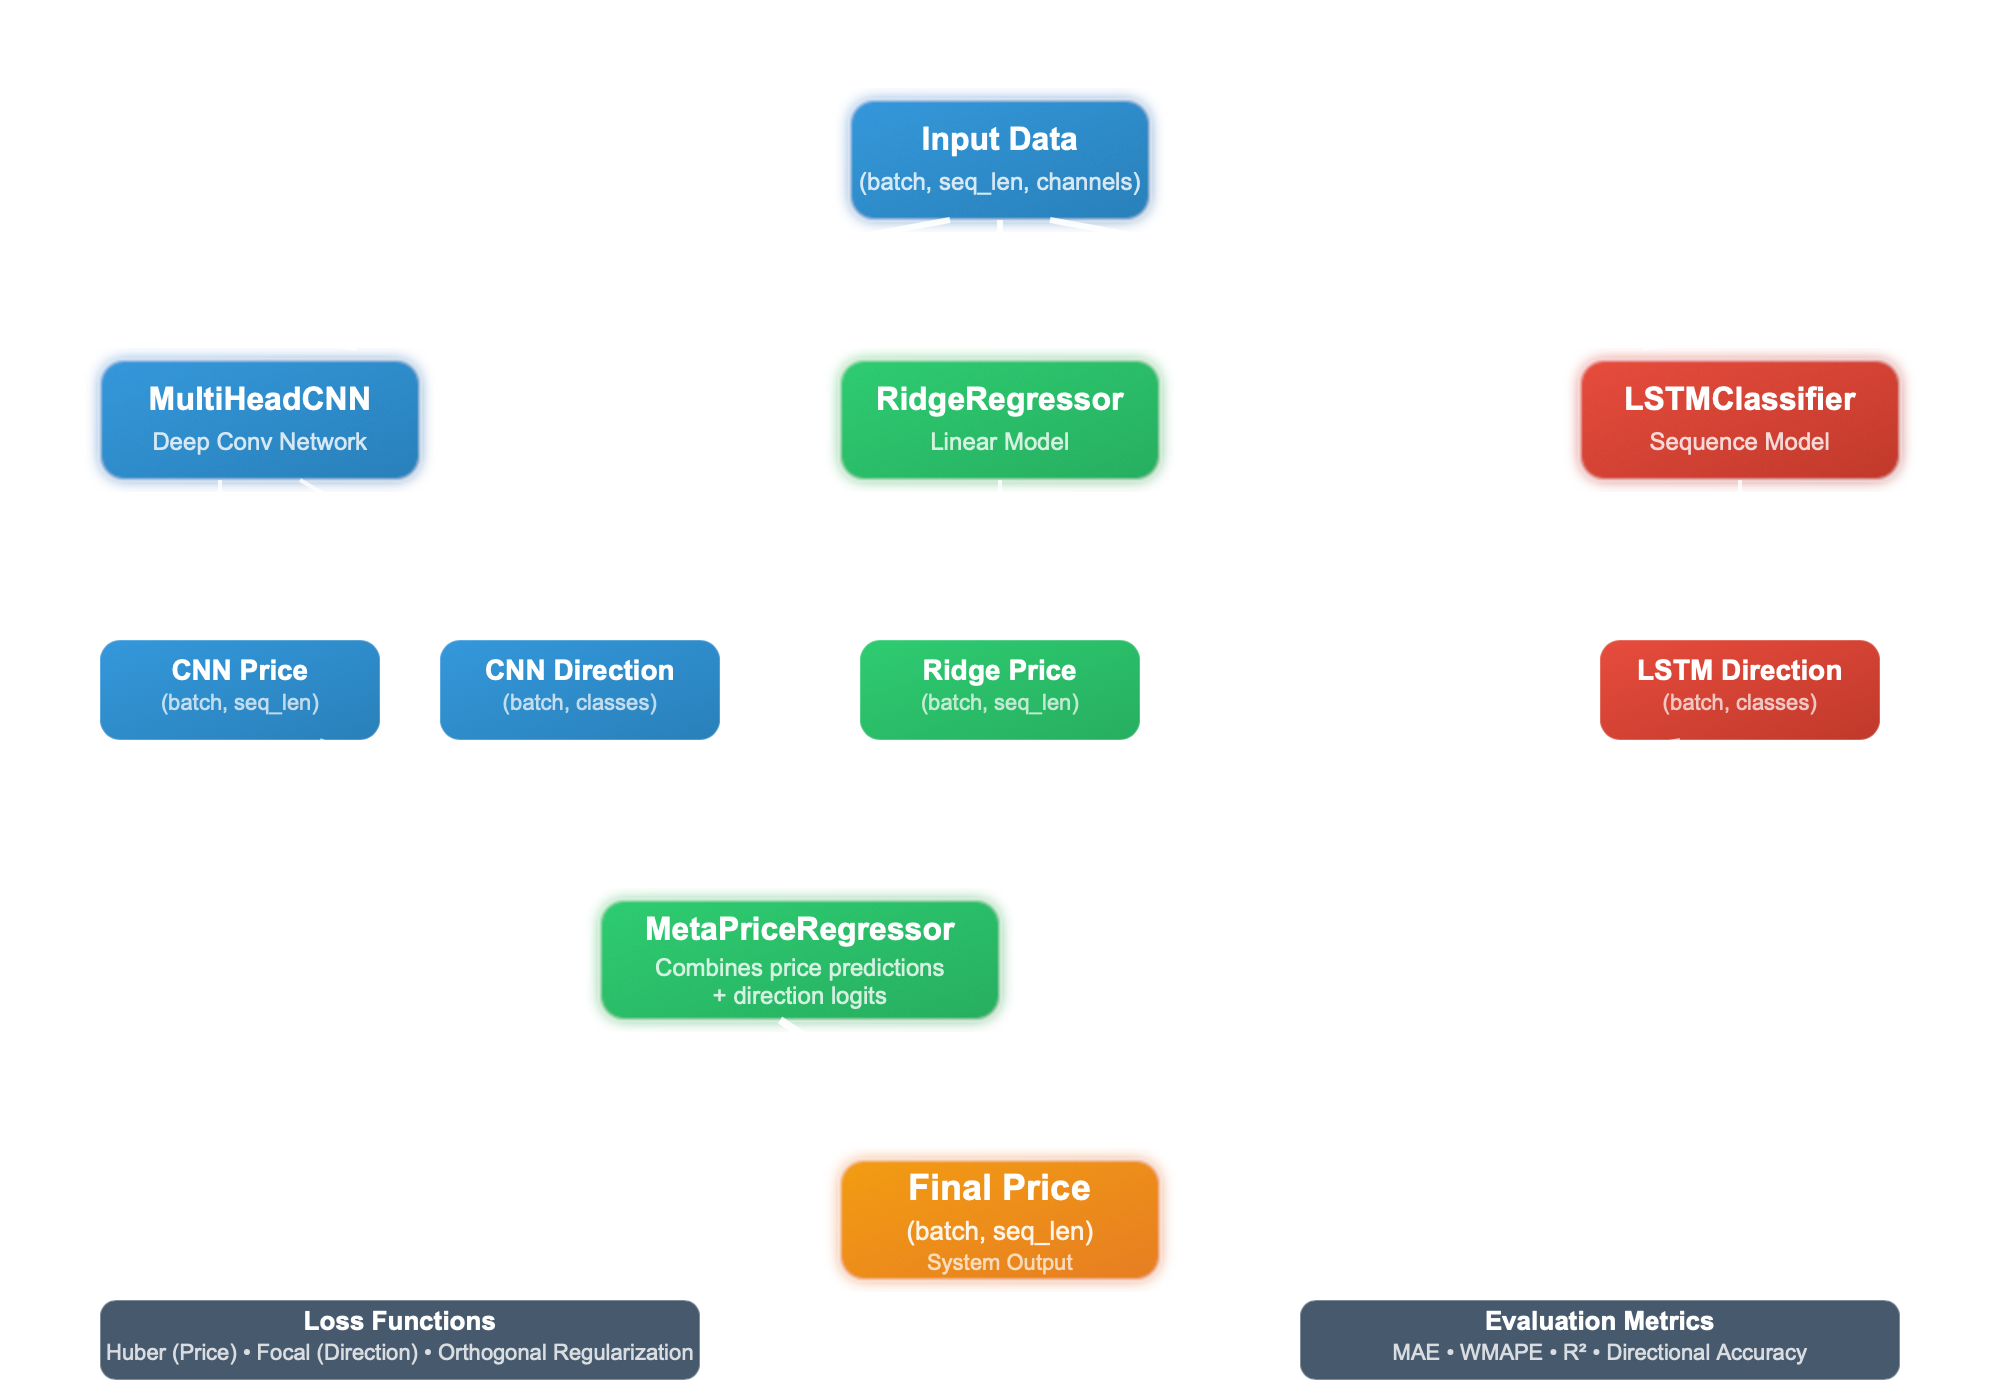 Input Data
(batch, seq_len, channels)
MultiHeadCNN
Deep Conv Network
RidgeRegressor
Linear Model
LSTMClassifier
Sequence Model
CNN Price
(batch, seq_len)
CNN Direction
(batch, classes)
Ridge Price
(batch, seq_len)
LSTM Direction
(batch, classes)
MetaPriceRegressor
Combines price predictions
+ direction logits
Final Price
(batch, seq_len)
System Output
Loss Functions
Huber (Price) • Focal (Direction) • Orthogonal Regularization
Evaluation Metrics
MAE • WMAPE • R² • Directional Accuracy